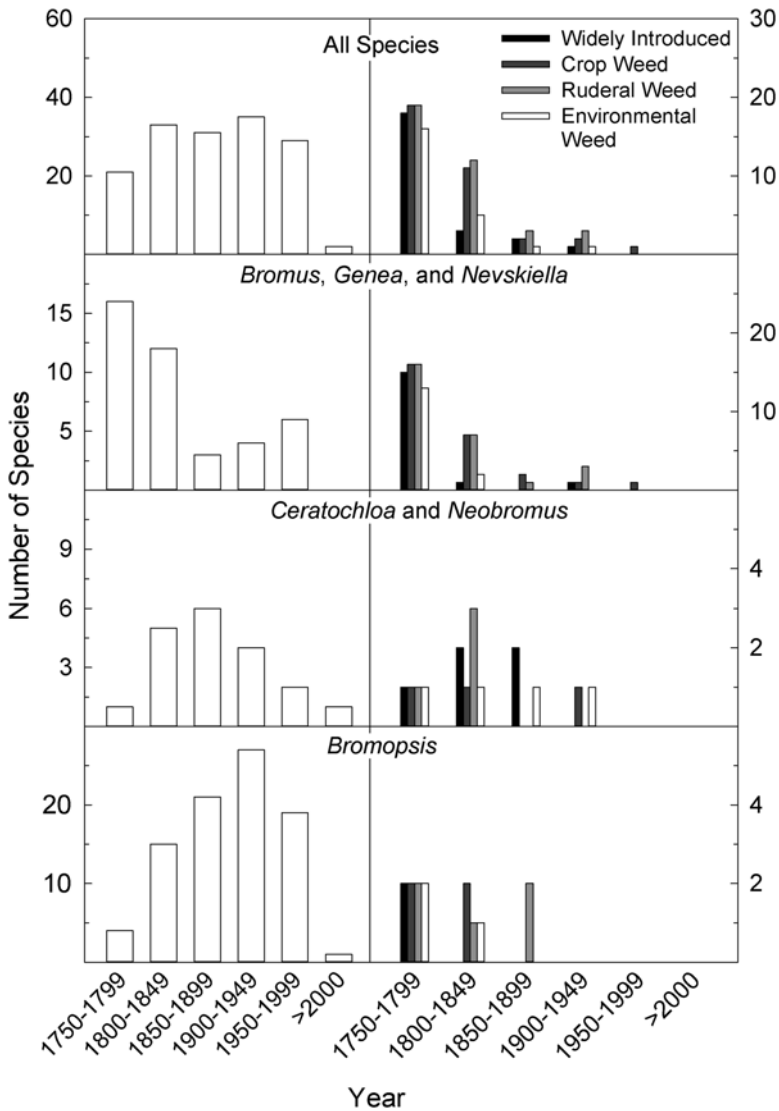 All Species
60
40
20
30
20
10
Widely Introduced
Crop Weed
Ruderal Weed
Environmental
Weed
Bromus, Genea, and Nevskiella
15
10
5
20
10
Ceratochloa and Neobromus
9
6
3
4
2
Bromopsis
20
10
4
2
Number of Species
1750-1799
1800-1849
1850-1899
1900-1949
1950-1999
>2000
1750-1799
1800-1849
1850-1899
1900-1949
1950-1999
>2000
Year